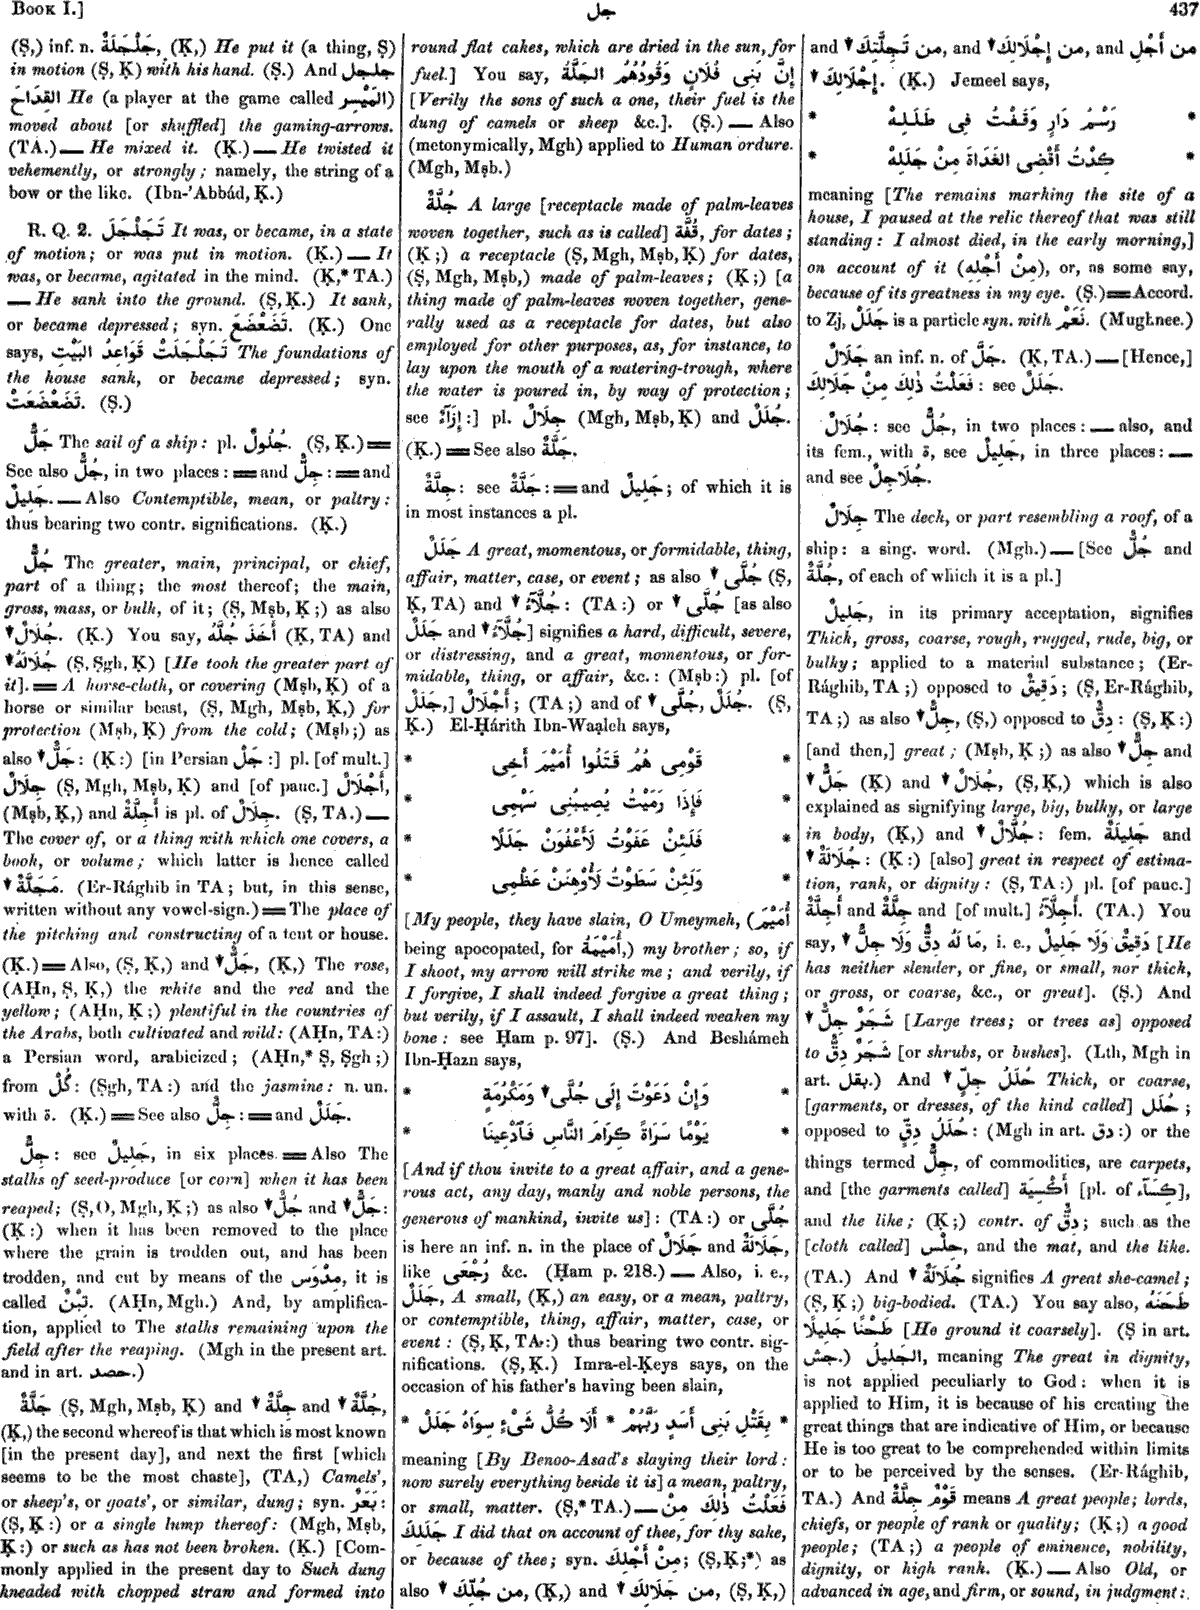 BOOK I.]
جل
437
(Ṣ,) inf. n. جَلْجَلَةٌ, (Ḳ,) He put it (a thing, Ṣ)
in motion (Ṣ, Ḳ) with his hand. (Ṣ.) And جلجل
القِدَاحَ He (a player at the game called المَيْسِر)
moved about [or shuffled] the gaming-arrows.
(TA.) — He mixed it. (Ḳ.) — He twisted it
vehemently, or strongly; namely, the string of a
bow or the like. (Ibn-'Abbád, Ḳ.)
R. Q. 2. تَجَلْجَلَ It was, or became, in a state
of motion; or was put in motion. (Ḳ.) — It
was, or became, agitated in the mind. (Ḳ,* TA.)
— He sank into the ground. (Ṣ, Ḳ.) It sank,
or became depressed; syn. تَضَعْضَعَ. (Ḳ.) One
says, تَجَلْجَلَتْ قَوَاعِدُ البَيْتِ The foundations of
the house sank, or became depressed; syn.
تَضَعْضَعَتْ. (Ṣ.)
جَلٌّ The sail of a ship: pl. جُلُولٌ. (Ṣ, Ḳ.) ==
See also جُلٌّ, in two places: == and جِلٌّ: == and
جَلِيلٌ. — Also Contemptible, mean, or paltry:
thus bearing two contr. significations. (Ḳ.)
جُلٌّ The greater, main, principal, or chief,
part of a thing; the most thereof; the main,
gross, mass, or bulk, of it; (Ṣ, Mṣb, Ḳ;) as also
▼ جُلَالٌ. (Ḳ.) You say, أَخَذَ جُلَّهُ (Ḳ, TA) and
▼ جُلَالَهُ (Ṣ, Ṣgh, Ḳ) [He took the greater part of
it]. == A horse-cloth, or covering (Mṣb, Ḳ) of a
horse or similar beast, (Ṣ, Mgh, Mṣb, Ḳ,) for
protection (Mṣb, Ḳ) from the cold; (Mṣb;) as
also ▼ جَلٌّ: (Ḳ:) [in Persian جُلْ:] pl. [of mult.]
جِلَالٌ (Ṣ, Mgh, Mṣb, Ḳ) and [of pauc.] أَجْلَالٌ,
(Mṣb, Ḳ,) and أَجِلَّةٌ is pl. of جِلَالٌ. (Ṣ, TA.) —
The cover of, or a thing with which one covers, a
book, or volume; which latter is hence called
▼ مَجَلَّةٌ. (Er-Rághib in TA; but, in this sense,
written without any vowel-sign.) == The place of
the pitching and constructing of a tent or house.
(Ḳ.) == Also, (Ṣ, Ḳ,) and ▼ جَلٌّ, (Ḳ,) The rose,
(AḤn, Ṣ, Ḳ,) the white and the red and the
yellow; (AḤn, Ḳ;) plentiful in the countries of
the Arabs, both cultivated and wild: (AḤn, TA:)
a Persian word, arabicized; (AḤn,* Ṣ, Ṣgh;)
from گُلْ: (Ṣgh, TA:) and the jasmine: n. un.
with ة. (Ḳ.) == See also جِلٌّ: == and جَلَلٌ.
جِلٌّ: see جَلِيلٌ, in six places. == Also The
stalks of seed-produce [or corn] when it has been
reaped; (Ṣ, O, Mgh, Ḳ;) as also ▼ جُلٌّ and ▼ جَلٌّ:
(Ḳ:) when it has been removed to the place
where the grain is trodden out, and has been
trodden, and cut by means of the مِدْوَس, it is
called تِبْنٌ. (AḤn, Mgh.) And, by amplifica-
tion, applied to The stalks remaining upon the
field after the reaping. (Mgh in the present art.
and in art. حصد.)
جَلَّةٌ (Ṣ, Mgh, Mṣb, Ḳ) and ▼ جِلَّةٌ and ▼ جُلَّةٌ,
(Ḳ,) the second whereof is that which is most known
[in the present day], and next the first [which
seems to be the most chaste], (TA,) Camels',
or sheep's, or goats', or similar, dung; syn. بَعَرٌ:
(Ṣ, Ḳ:) or a single lump thereof: (Mgh, Mṣb,
Ḳ:) or such as has not been broken. (Ḳ.) [Com-
monly applied in the present day to Such dung
kneaded with chopped straw and formed into
round flat cakes, which are dried in the sun, for
fuel.] You say, إِنَّ بَنِى فُلَانٍ وَقُودُهُمُ الجَلَّةُ
[Verily the sons of such a one, their fuel is the
dung of camels or sheep &c.]. (Ṣ.) — Also
(metonymically, Mgh) applied to Human ordure.
(Mgh, Mṣb.)
جُلَّةٌ A large [receptacle made of palm-leaves
woven together, such as is called] قُفَّة, for dates;
(Ḳ;) a receptacle (Ṣ, Mgh, Mṣb, Ḳ) for dates,
(Ṣ, Mgh, Mṣb,) made of palm-leaves; (Ḳ;) [a
thing made of palm-leaves woven together, gene-
rally used as a receptacle for dates, but also
employed for other purposes, as, for instance, to
lay upon the mouth of a watering-trough, where
the water is poured in, by way of protection;
see إِزَآءٌ:] pl. جِلَالٌ (Mgh, Mṣb, Ḳ) and جُلَلٌ.
(Ḳ.) == See also جَلَّةٌ.
جِلَّةٌ: see جَلَّةٌ: == and جَلِيلٌ; of which it is
in most instances a pl.
جَلَلٌ A great, momentous, or formidable, thing,
affair, matter, case, or event; as also ▼ جُلَّى (Ṣ,
Ḳ, TA) and ▼ جُلَّآءُ: (TA:) or ▼ جُلَّى [as also
جَلَلٌ and ▼ جُلَّآءُ] signifies a hard, difficult, severe,
or distressing, and a great, momentous, or for-
midable, thing, or affair, &c.: (Mṣb:) pl. [of
جَلَلٌ,] أَجْلَالٌ; (TA;) and of ▼ جُلَّى, جُلَلٌ. (Ṣ,
Ḳ.) El-Ḥárith Ibn-Waạleh says,
* قَوْمِى هُمُ قَتَلُوا أُمَيْمَ أَخِى *
* فَإِذَا رَمَيْتُ يُصِيبُنِى سَهْمِى *
* فَلَئِنْ عَفَوْتُ لَأَعْفُوَنْ جَلَلًا *
* وَلَئِنْ سَطَوْتُ لَأُوهِنَنْ عَظْمِى *
[My people, they have slain, O Umeymeh, (أُمَيْمَ
being apocopated, for أُمَيْمَةُ,) my brother; so, if
I shoot, my arrow will strike me; and verily, if
I forgive, I shall indeed forgive a great thing;
but verily, if I assault, I shall indeed weaken my
bone: see Ḥam p. 97]. (Ṣ.) And Besháмeh
Ibn-Ḥazn says,
* وَإِنْ دَعَوْتَ إِلَى جُلَّى ▼ وَمَكْرُمَةٍ *
* يَوْمًا سَرَاةَ كِرَامِ النَّاسِ فَٱدْعِينَا *
[And if thou invite to a great affair, and a gene-
rous act, any day, manly and noble persons, the
generous of mankind, invite us]: (TA:) or جُلَّى
is here an inf. n. in the place of جَلَالٌ and جَلَالَةٌ,
like رُجْعَى &c. (Ḥam p. 218.) — Also, i. e.,
جَلَلٌ, A small, (Ḳ,) an easy, or a mean, paltry,
or contemptible, thing, affair, matter, case, or
event: (Ṣ, Ḳ, TA:) thus bearing two contr. sig-
nifications. (Ṣ, Ḳ.) Imra-el-Ḳeys says, on the
occasion of his father's having been slain,
* بِقَتْلِ بَنِى أَسَدٍ رَبَّهُمْ * أَلَا كُلُّ شَىْءٍ سِوَاهُ جَلَلْ *
meaning [By Benoo-Asad's slaying their lord:
now surely everything beside it is] a mean, paltry,
or small, matter. (Ṣ,* TA.) — فَعَلْتُ ذٰلِكَ مِنْ
جَلَلِكَ I did that on account of thee, for thy sake,
or because of thee; syn. مِنْ أَجْلِكَ; (Ṣ, Ḳ;*) as
also ▼ من جُلِّكَ, (Ḳ,) and ▼ من جَلَالِكَ, (Ṣ, Ḳ,)
and ▼ من تَجِلَّتِكَ, and ▼ من إِجْلَالِكَ, and من أَجْلِ
▼ إِجْلَالِكَ. (Ḳ.) Jemeel says,
* رَسْمُ دَارٍ وَقَفْتُ فِى طَلَلِهْ *
* كِدْتُ أَقْضِى الغَدَاةَ مِنْ جَلَلِهْ *
meaning [The remains marking the site of a
house, I paused at the relic thereof that was still
standing: I almost died, in the early morning,]
on account of it (مِنْ أَجْلِهِ), or, as some say,
because of its greatness in my eye. (Ṣ.) == Accord.
to Zj, جَلَلْ is a particle syn. with نَعَمْ. (Mughnee.)
جَلَالٌ an inf. n. of جَلَّ. (Ḳ, TA.) — [Hence,]
فَعَلْتُ ذٰلِكَ مِنْ جَلَالِكَ: see جَلَلٌ.
جُلَالٌ: see جُلٌّ, in two places: — also, and
its fem., with ة, see جَلِيلٌ, in three places: —
and see جُلَاجِلٌ.
جِلَالٌ The deck, or part resembling a roof, of a
ship: a sing. word. (Mgh.) — [See جُلٌّ and
جُلَّةٌ, of each of which it is a pl.]
جَلِيلٌ, in its primary acceptation, signifies
Thick, gross, coarse, rough, rugged, rude, big, or
bulky; applied to a material substance; (Er-
Rághib, TA;) opposed to دَقِيقٌ; (Ṣ, Er-Rághib,
TA;) as also ▼ جِلٌّ, (Ṣ,) opposed to دِقٌّ: (Ṣ, Ḳ:)
[and then,] great; (Mṣb, Ḳ;) as also ▼ جِلٌّ and
▼ جَلٌّ (Ḳ) and ▼ جُلَالٌ, (Ṣ, Ḳ,) which is also
explained as signifying large, big, bulky, or large
in body, (Ḳ,) and ▼ جُلَّالٌ: fem. جَلِيلَةٌ and
▼ جُلَالَةٌ: (Ḳ:) [also] great in respect of estima-
tion, rank, or dignity: (Ṣ, TA:) pl. [of pauc.]
أَجِلَّةٌ and جِلَّةٌ and [of mult.] أَجِلَّآءُ. (TA.) You
say, مَا لَهُ دِقٌّ وَلَا جِلٌّ ▼, i. e., دَقِيقٌ وَلَا جَلِيلٌ [He
has neither slender, or fine, or small, nor thick,
or gross, or coarse, &c., or great]. (Ṣ.) And
▼ شَجَرٌ جِلٌّ [Large trees; or trees as] opposed
to شَجَرٌ دِقٌّ [or shrubs, or bushes]. (Lth, Mgh in
art. بقل.) And ▼ حُلَلُ جِلٍّ Thick, or coarse,
[garments, or dresses, of the kind called] حُلَل;
opposed to حُلَلُ دِقٍّ: (Mgh in art. دق:) or the
things termed جِلٌّ, of commodities, are carpets,
and [the garments called] أَكْسِيَة [pl. of كِسَآء],
and the like; (Ḳ;) contr. of دِقٌّ; such as the
[cloth called] حِلْس, and the mat, and the like.
(TA.) And ▼ جُلَالَةٌ signifies A great she-camel;
(Ṣ, Ḳ;) big-bodied. (TA.) You say also, طَحَنَهُ
طَحْنًا جَلِيلًا [He ground it coarsely]. (Ṣ in art.
جش.) الجَلِيلُ, meaning The great in dignity,
is not applied peculiarly to God: when it is
applied to Him, it is because of his creating the
great things that are indicative of Him, or because
He is too great to be comprehended within limits
or to be perceived by the senses. (Er-Rághib,
TA.) And قَوْمٌ جِلَّةٌ means A great people; lords,
chiefs, or people of rank or quality; (Ḳ;) a good
people; (TA;) a people of eminence, nobility,
dignity, or high rank. (Ḳ.) — Also Old, or
advanced in age, and firm, or sound, in judgment: